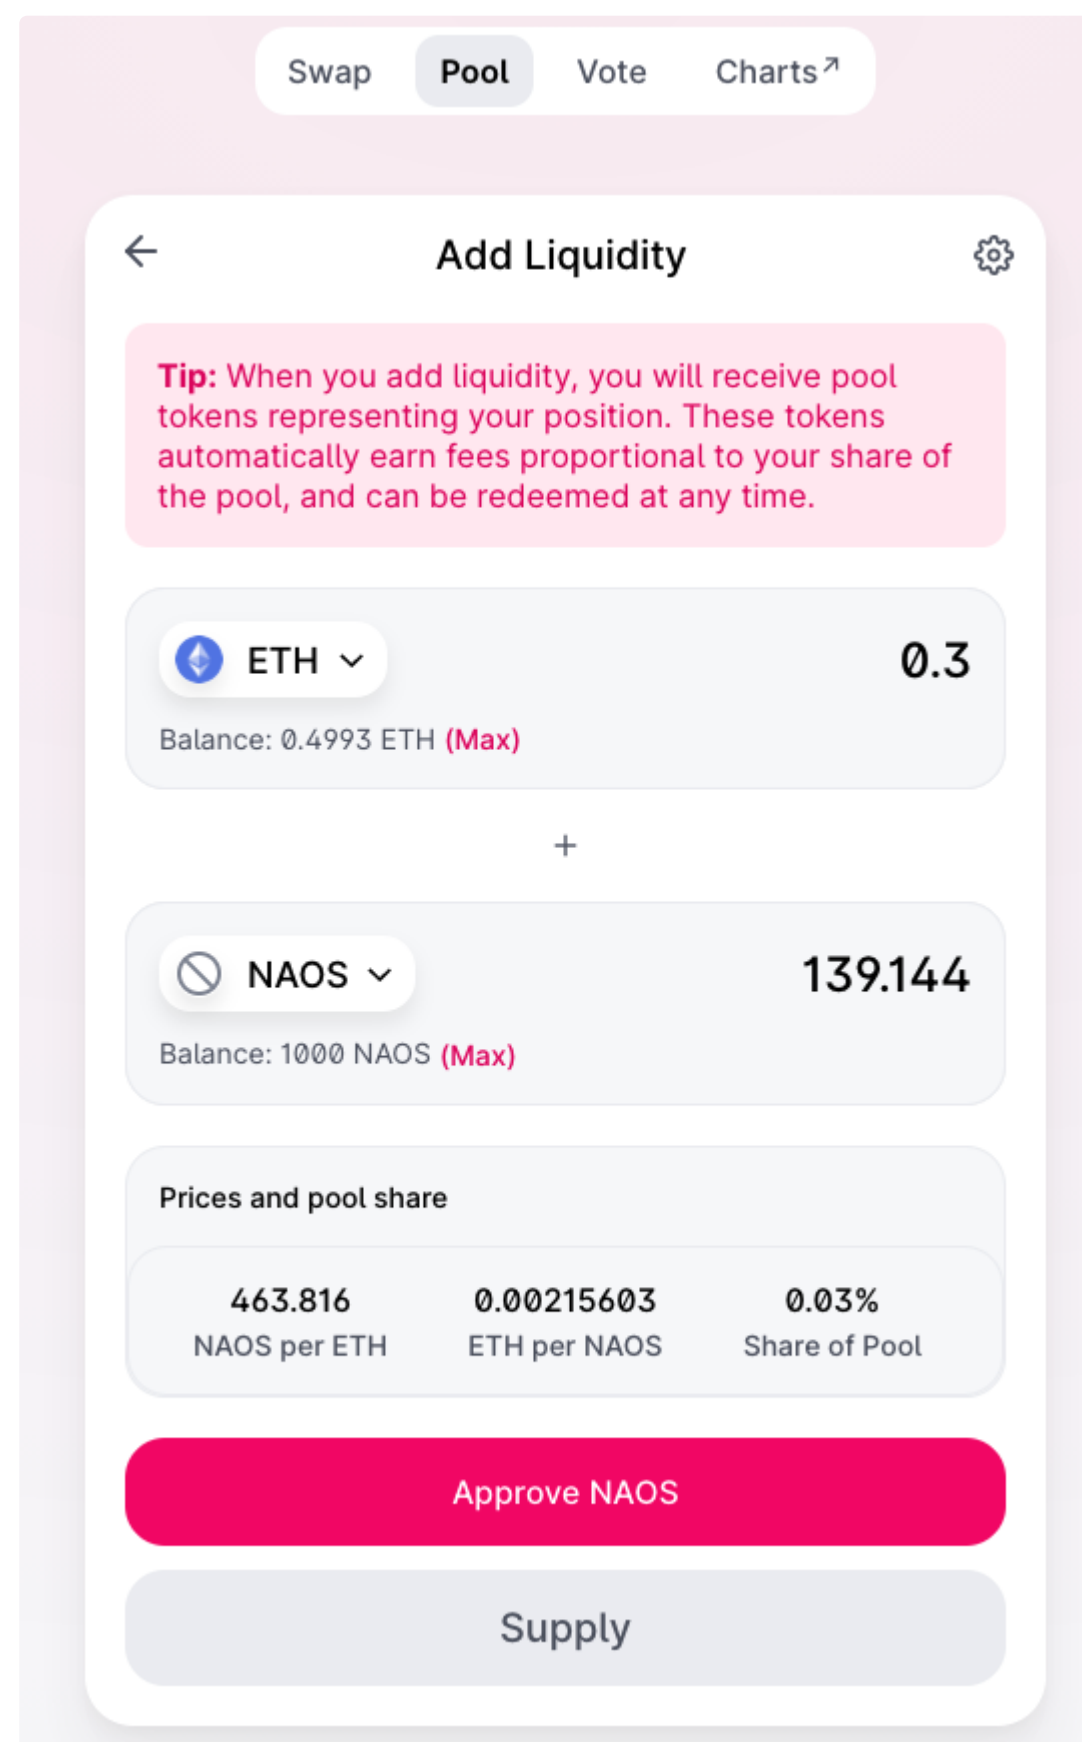 Swap Pool Vote Charts↗
Add Liquidity
Tip: When you add liquidity, you will receive pool
tokens representing your position. These tokens
automatically earn fees proportional to your share of
the pool, and can be redeemed at any time.
ETH 0.3
Balance: 0.4993 ETH (Max)
+
NAOS 139.144
Balance: 1000 NAOS (Max)
Prices and pool share
463.816 0.00215603 0.03%
NAOS per ETH ETH per NAOS Share of Pool
Approve NAOS
Supply